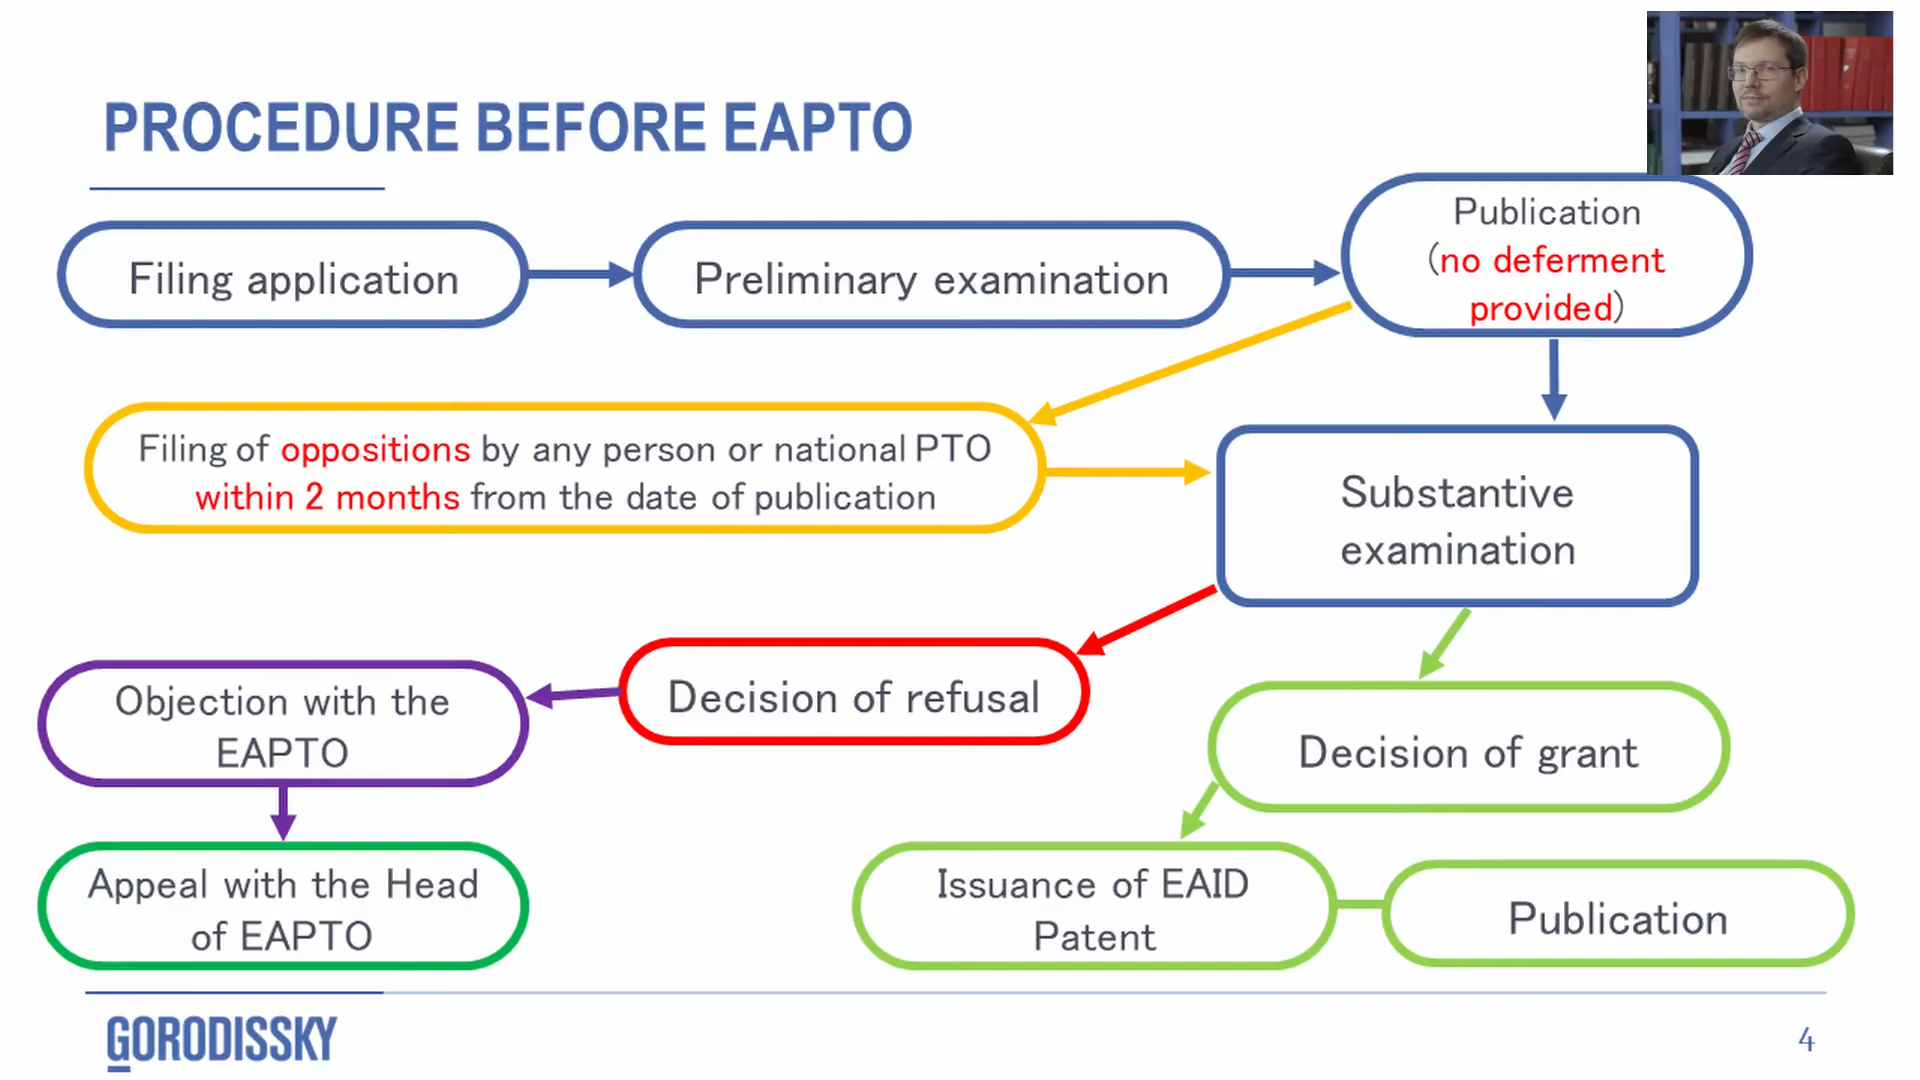 PROCEDURE BEFORE EAPTO
Filing application
Preliminary examination
Publication
(no deferment
provided)
Filing of oppositions by any person or national PTO
within 2 months from the date of publication
Substantive
examination
Decision of refusal
Objection with the
EAPTO
Decision of grant
Appeal with the Head
of EAPTO
Issuance of EAID
Patent
Publication
GORODISSKY
4